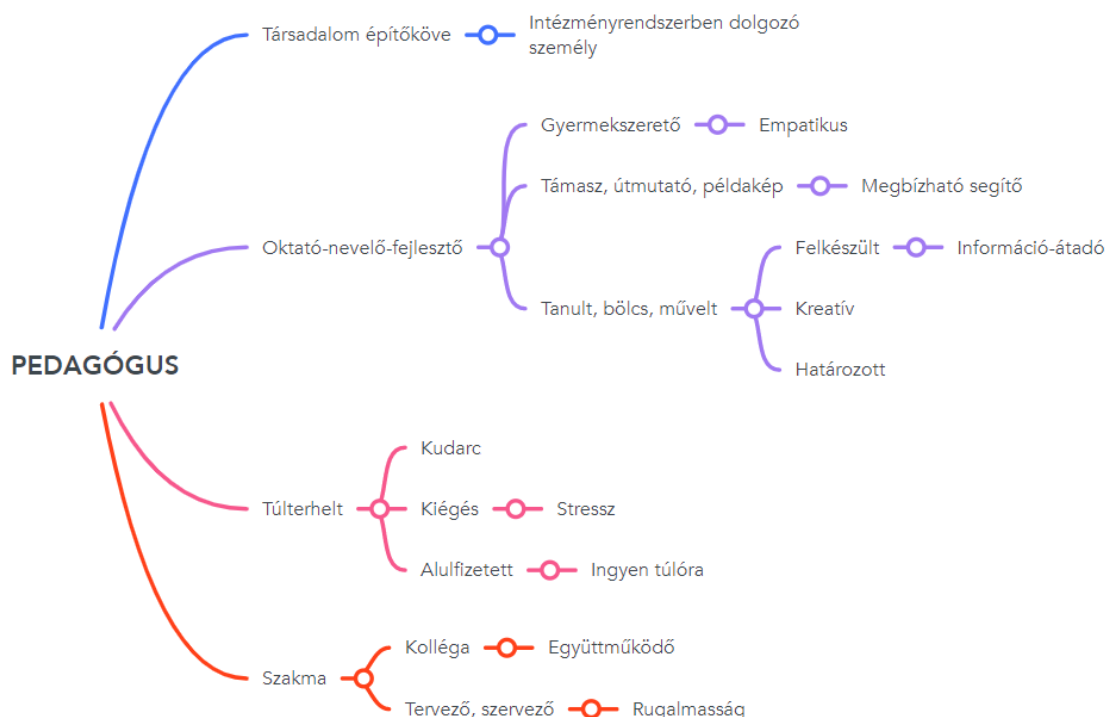 Társadalom építőköve
Intézményrendszerben dolgozó
személy
Gyermekszerető
Empatikus
Támasz, útmutató, példakép
Megbízható segítő
Oktató-nevelő-fejlesztő
Felkészült
Információ-átadó
Tanult, bölcs, művelt
Kreatív
Határozott
PEDAGÓGUS
Kudarc
Túlterhelt
Kiégés
Stressz
Alulfizetett
Ingyen túlóra
Kolléga
Együttműködő
Szakma
Tervező, szervező
Rugalmasság